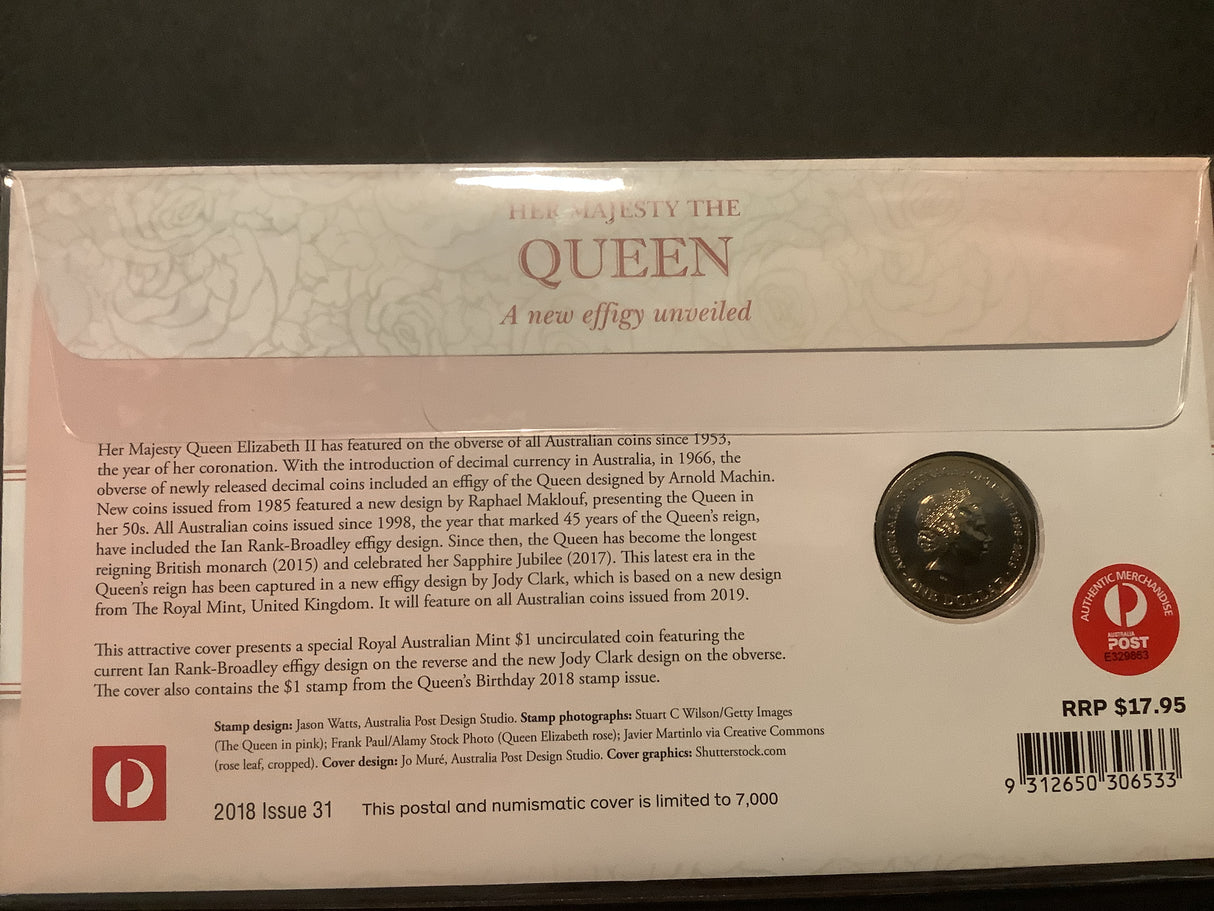 HER MAJESTY THE
QUEEN
A new effigy unveiled
Her Majesty Queen Elizabeth II has featured on the obverse of all Australian coins since 1953,
the year of her coronation. With the introduction of decimal currency in Australia, in 1966, the
obverse of newly released decimal coins included an effigy of the Queen designed by Arnold Machin.
New coins issued from 1985 featured a new design by Raphael Maklouf, presenting the Queen in
her 50s. All Australian coins issued since 1998, the year that marked 45 years of the Queen's reign,
have included the Ian Rank-Broadley effigy design. Since then, the Queen has become the longest
reigning British monarch (2015) and celebrated her Sapphire Jubilee (2017). This latest era in the
Queen's reign has been captured in a new effigy design by Jody Clark, which is based on a new design
from The Royal Mint, United Kingdom. It will feature on all Australian coins issued from 2019.
This attractive cover presents a special Royal Australian Mint $1 uncirculated coin featuring the
current Ian Rank-Broadley effigy design on the reverse and the new Jody Clark design on the obverse.
The cover also contains the $1 stamp from the Queen's Birthday 2018 stamp issue.
Stamp design: Jason Watts, Australia Post Design Studio. Stamp photographs: Stuart C Wilson/Getty Images
(The Queen in pink); Frank Paul/Alamy Stock Photo (Queen Elizabeth rose); Javier Martinlo via Creative Commons
(rose leaf, cropped). Cover design: Jo Muré, Australia Post Design Studio. Cover graphics: Shutterstock.com
2018 Issue 31 This postal and numismatic cover is limited to 7,000
ONE DOLLAR
AUTHENTIC MERCHANDISE
AUSTRALIA
POST
E329863
RRP $17.95
9 312650 306533